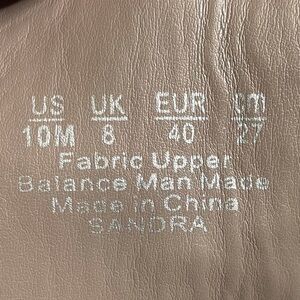 US UK EUR cm
10M 8 40 27
Fabric Upper
Balance Man Made
Made in China
SANDRA